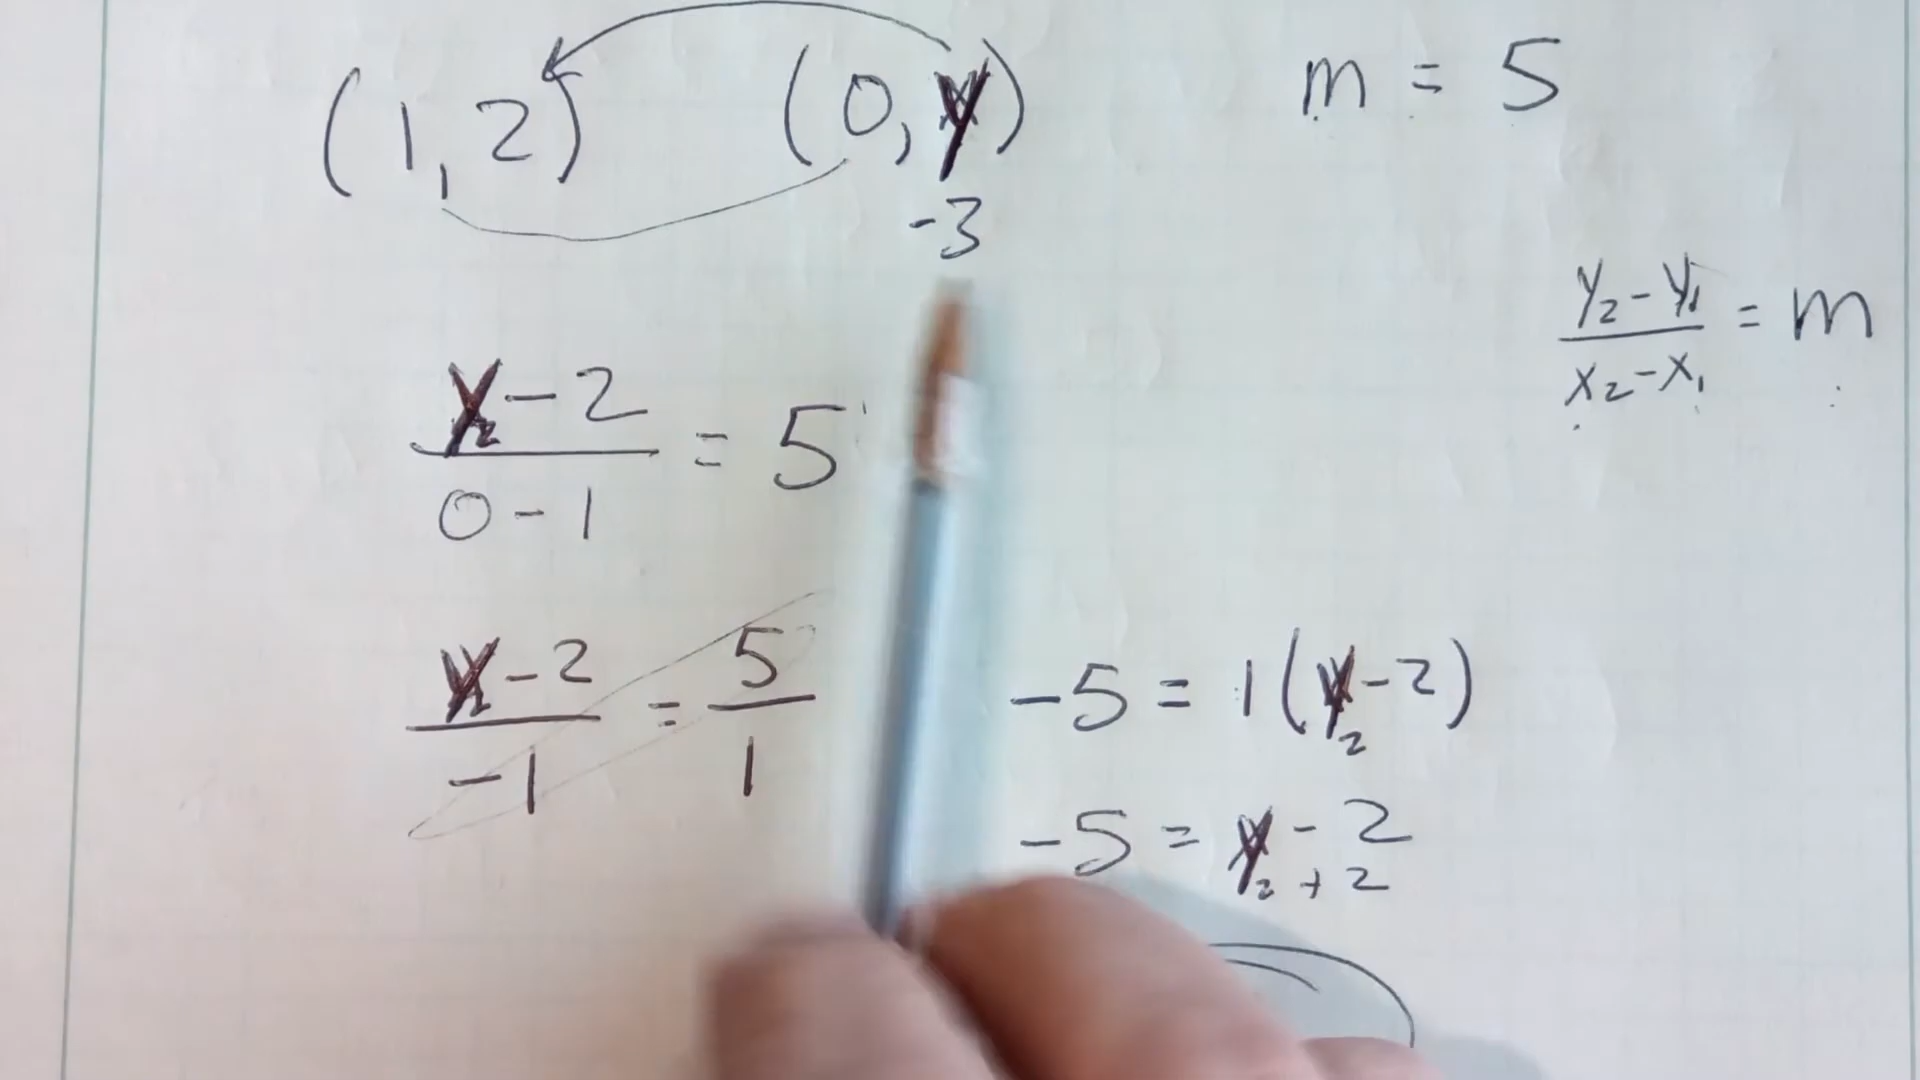 (1,2) (0,y) m = 5
-3
y₂-y₁/x₂-x₁ = m
y₂-2/0-1 = 5
y₂-2/-1 = 5/1
-5 = 1(y₂-2)
-5 = y₂-2
+2